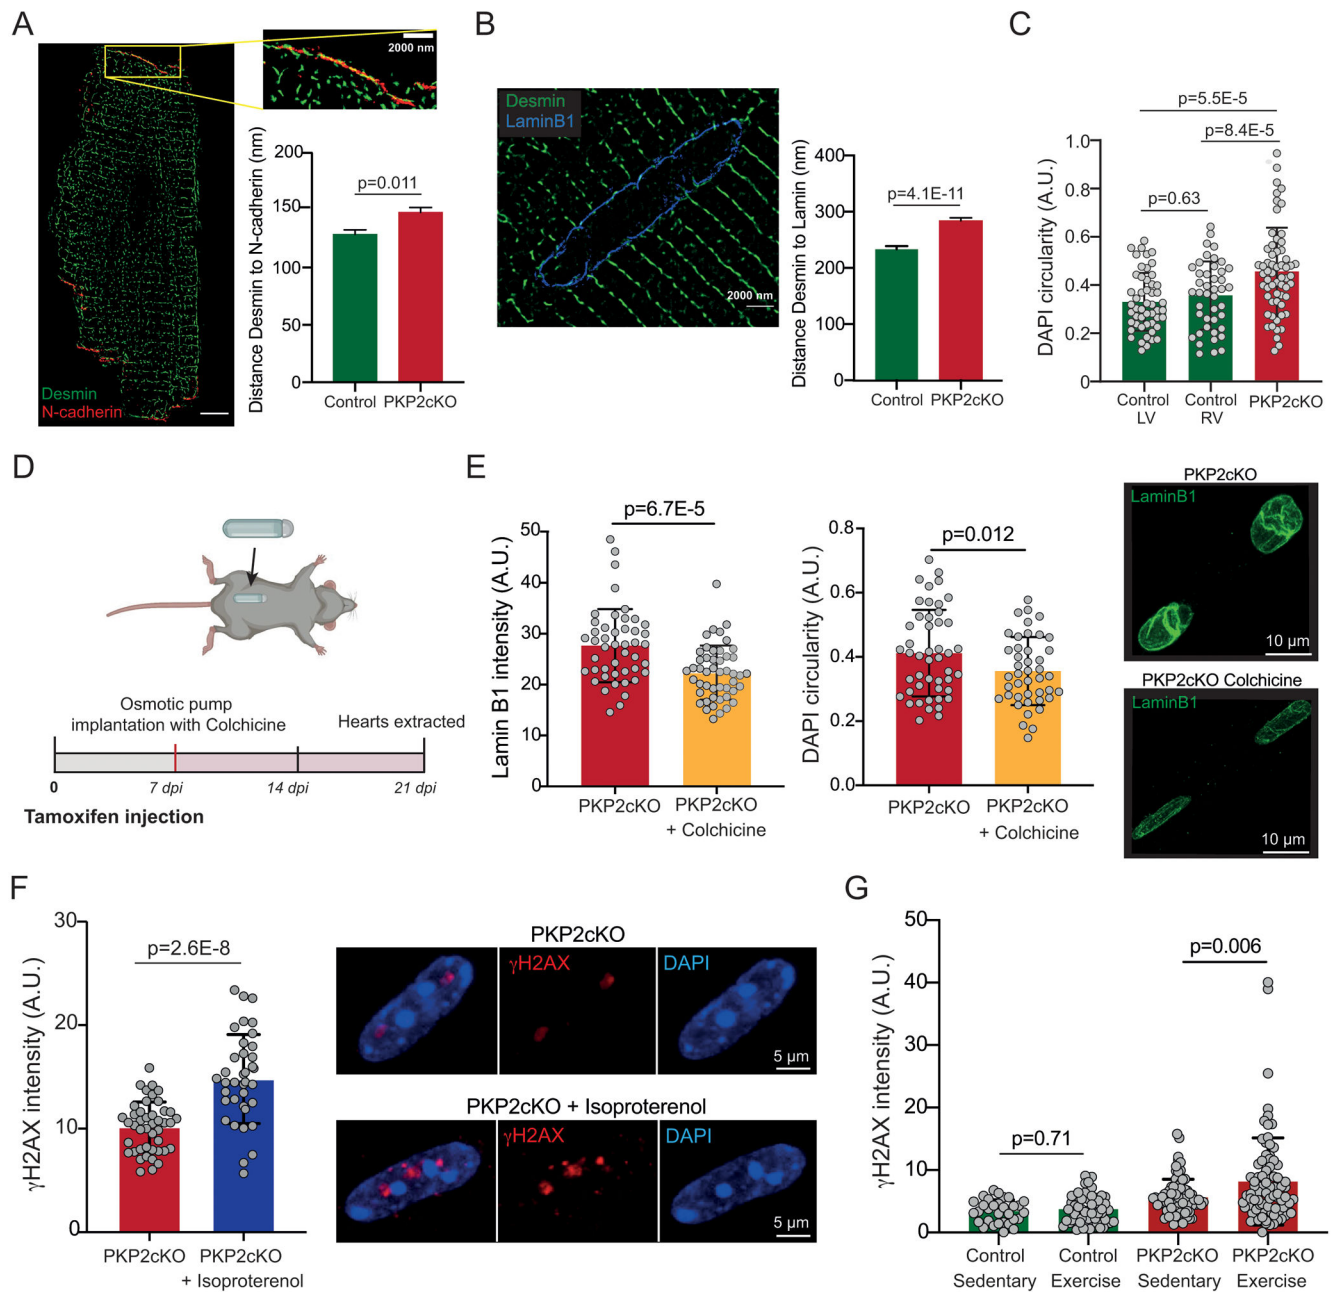 A
2000 nm
Desmin
N-cadherin
Distance Desmin to N-cadherin (nm)
200
150
100
50
0
p=0.011
Control
PKP2cKO
B
Desmin
LaminB1
2000 nm
Distance Desmin to Lamin (nm)
400
300
200
100
0
p=4.1E-11
Control
PKP2cKO
C
DAPI circularity (A.U.)
1.0
0.8
0.6
0.4
0.2
0
p=5.5E-5
p=8.4E-5
p=0.63
Control
LV
Control
RV
PKP2cKO
D
Osmotic pump
implantation with Colchicine
Hearts extracted
0
7 dpi
14 dpi
21 dpi
Tamoxifen injection
E
Lamin B1 intensity (A.U.)
50
40
30
20
10
0
p=6.7E-5
PKP2cKO
PKP2cKO
+ Colchicine
DAPI circularity (A.U.)
0.8
0.6
0.4
0.2
0.0
p=0.012
PKP2cKO
PKP2cKO
+ Colchicine
PKP2cKO
LaminB1
10 µm
PKP2cKO Colchicine
LaminB1
10 µm
F
γH2AX intensity (A.U.)
30
20
10
0
p=2.6E-8
PKP2cKO
PKP2cKO
+ Isoproterenol
PKP2cKO
γH2AX
DAPI
5 µm
PKP2cKO + Isoproterenol
γH2AX
DAPI
5 µm
G
γH2AX intensity (A.U.)
50
40
30
20
10
0
p=0.71
p=0.006
Control
Sedentary
Control
Exercise
PKP2cKO
Sedentary
PKP2cKO
Exercise